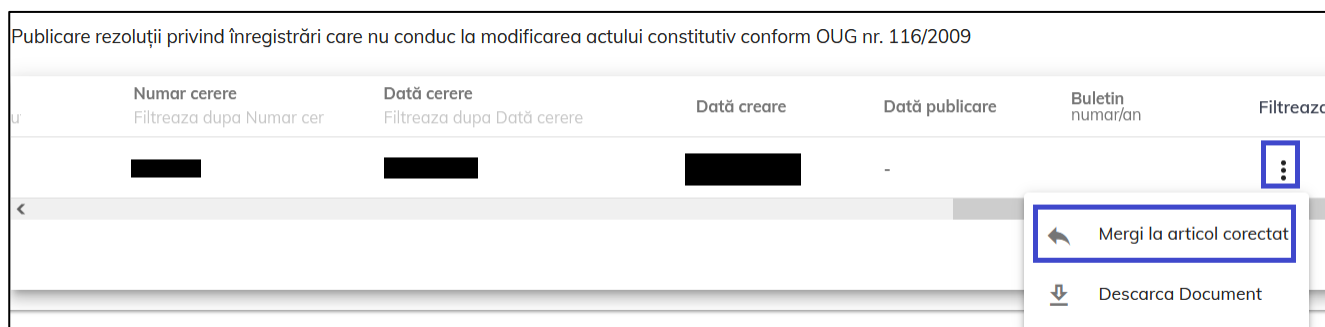 Publicare rezoluții privind înregistrări care nu conduc la modificarea actului constitutiv conform OUG nr. 116/2009
Numar cerere Dată cerere Dată creare Dată publicare Buletin numar/an Filtreaza
Filtreaza dupa Numar cer Filtreaza dupa Dată cerere
-
Mergi la articol corectat
Descarca Document